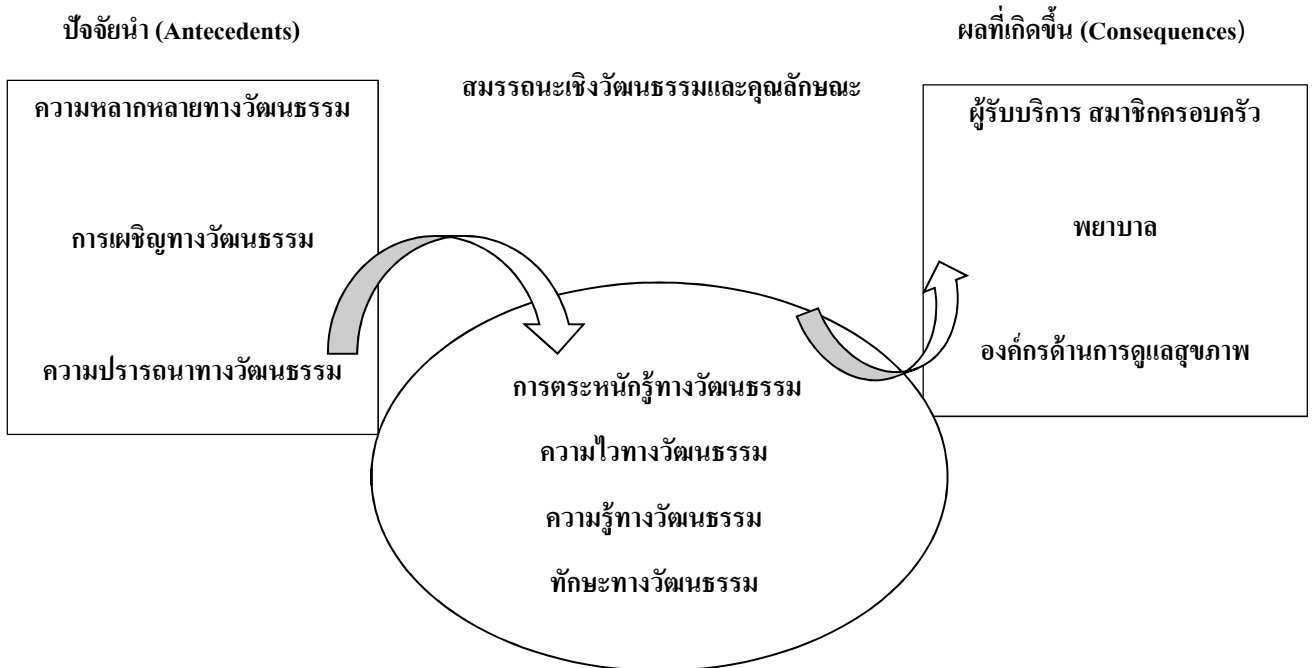 ปัจจัยนำ (Antecedents)
ความหลากหลายทางวัฒนธรรม
การเผชิญทางวัฒนธรรม
ความปรารถนาทางวัฒนธรรม
สมรรถนะเชิงวัฒนธรรมและคุณลักษณะ
การตระหนักรู้ทางวัฒนธรรม
ความไวทางวัฒนธรรม
ความรู้ทางวัฒนธรรม
ทักษะทางวัฒนธรรม
ผลที่เกิดขึ้น (Consequences)
ผู้รับบริการ สมาชิกครอบครัว
พยาบาล
องค์กรด้านการดูแลสุขภาพ